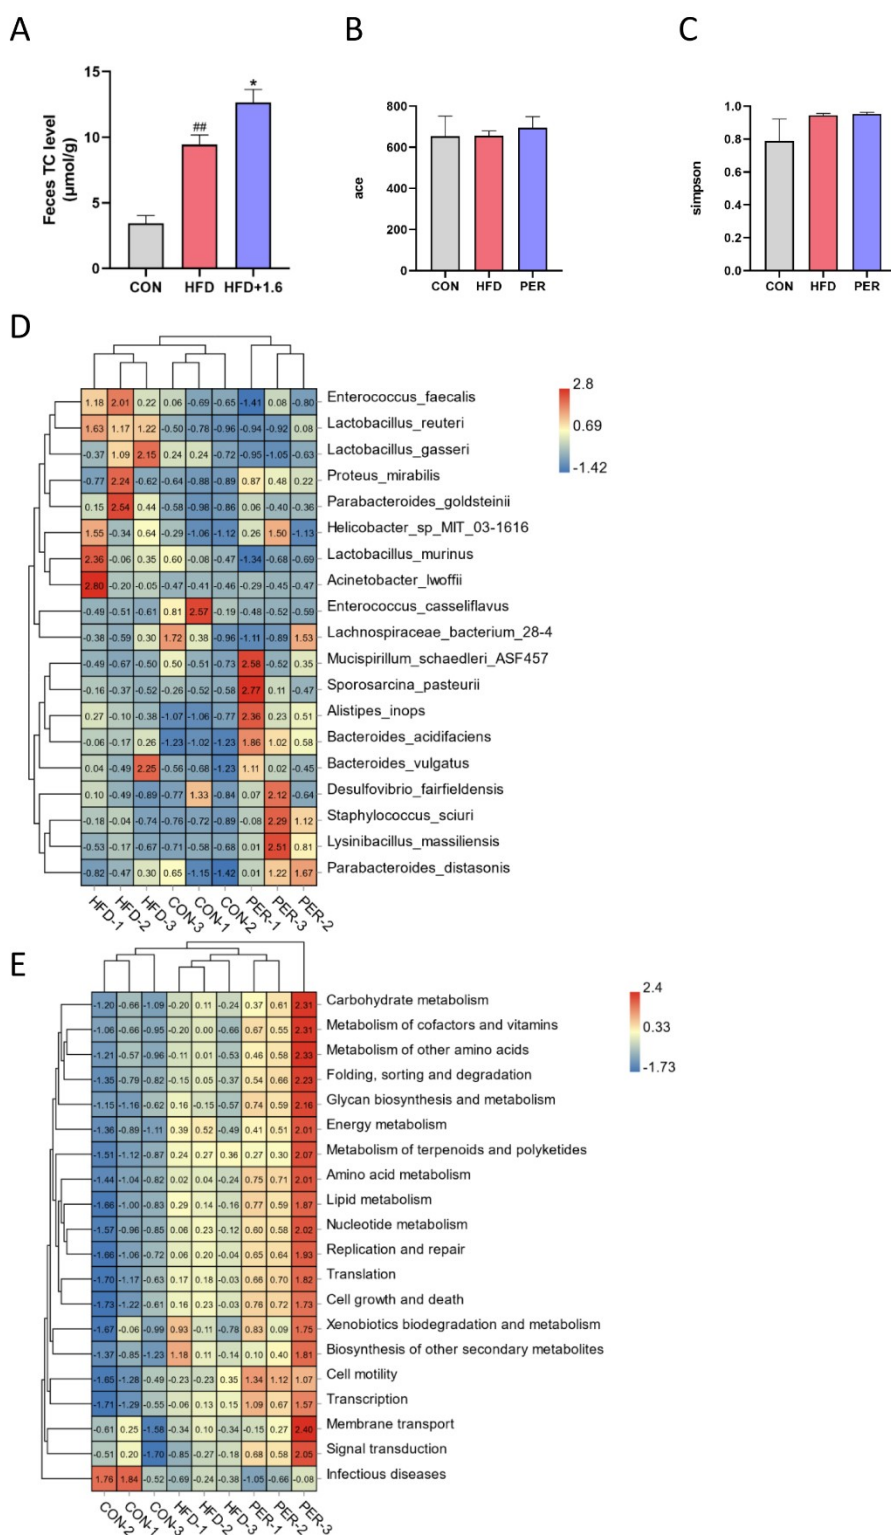 A
B
C
Feces TC level
(μmol/g)
15
10
5
0
##
*
CON HFD HFD+1.6
ace
800
600
400
200
0
CON HFD PER
simpson
1.0
0.8
0.6
0.4
0.2
0.0
CON HFD PER
D
1.18 2.01 0.22 0.06 -0.69 -0.65 -1.41 0.08 -0.80 Enterococcus_faecalis
1.63 1.17 1.22 -0.50 -0.78 -0.96 -0.94 -0.92 0.08 Lactobacillus_reuteri
-0.37 1.09 2.15 0.24 0.24 -0.72 -0.95 -1.05 -0.63 Lactobacillus_gasseri
-0.77 2.24 -0.62 -0.64 -0.88 -0.89 0.87 0.48 0.22 Proteus_mirabilis
0.15 2.54 0.44 -0.58 -0.98 -0.86 0.06 -0.40 -0.36 Parabacteroides_goldsteinii
1.55 -0.34 0.64 -0.29 -1.06 -1.12 0.26 1.50 -1.13 Helicobacter_sp_MIT_03-1616
2.36 -0.06 0.35 0.60 -0.08 -0.47 -1.34 -0.68 -0.69 Lactobacillus_murinus
2.80 -0.20 -0.05 -0.47 -0.41 -0.46 -0.29 -0.45 -0.47 Acinetobacter_lwoffii
-0.49 -0.51 -0.61 0.81 2.57 -0.19 -0.48 -0.52 -0.59 Enterococcus_casseliflavus
-0.38 -0.59 0.30 1.72 0.38 -0.96 -1.11 -0.89 1.53 Lachnospiraceae_bacterium_28-4
-0.49 -0.67 -0.50 0.50 -0.51 -0.73 2.58 -0.52 0.35 Mucispirillum_schaedleri_ASF457
-0.16 -0.37 -0.52 -0.26 -0.52 -0.58 2.77 0.11 -0.47 Sporosarcina_pasteurii
0.27 -0.10 -0.38 -1.07 -1.06 -0.77 2.36 0.23 0.51 Alistipes_inops
-0.06 -0.17 0.26 -1.23 -1.02 -1.23 1.86 1.02 0.58 Bacteroides_acidifaciens
0.04 -0.49 2.25 -0.56 -0.68 -1.23 1.11 0.02 -0.45 Bacteroides_vulgatus
0.10 -0.49 -0.89 -0.77 1.33 -0.84 0.07 2.12 -0.64 Desulfovibrio_fairfieldensis
-0.18 -0.04 -0.74 -0.76 -0.72 -0.89 -0.08 2.29 1.12 Staphylococcus_sciuri
-0.53 -0.17 -0.67 -0.71 -0.58 -0.68 0.01 2.51 0.81 Lysinibacillus_massiliensis
-0.82 -0.47 0.30 0.65 -1.15 -1.42 0.01 1.22 1.67 Parabacteroides_distasonis
HFD-1 HFD-2 HFD-3 CON-3 CON-1 CON-2 PER-1 PER-3 PER-2
2.8
0.69
-1.42
E
-1.20 -0.66 -1.09 -0.20 0.11 -0.24 0.37 0.61 2.31 Carbohydrate metabolism
-1.06 -0.66 -0.95 -0.20 0.00 -0.66 0.67 0.55 2.31 Metabolism of cofactors and vitamins
-1.21 -0.57 -0.96 -0.11 0.01 -0.53 0.46 0.58 2.33 Metabolism of other amino acids
-1.35 -0.79 -0.82 -0.15 0.05 -0.37 0.54 0.66 2.23 Folding, sorting and degradation
-1.15 -1.16 -0.62 0.16 -0.15 -0.57 0.74 0.59 2.16 Glycan biosynthesis and metabolism
-1.36 -0.89 -1.11 0.39 0.52 -0.49 0.41 0.51 2.01 Energy metabolism
-1.51 -1.12 -0.87 0.24 0.27 0.36 0.27 0.30 2.07 Metabolism of terpenoids and polyketides
-1.44 -1.04 -0.82 0.02 0.04 -0.24 0.75 0.71 2.01 Amino acid metabolism
-1.66 -1.00 -0.83 0.29 0.14 -0.16 0.77 0.59 1.87 Lipid metabolism
-1.57 -0.96 -0.85 0.06 0.23 -0.12 0.60 0.58 2.02 Nucleotide metabolism
-1.66 -1.06 -0.72 0.06 0.20 -0.04 0.65 0.64 1.93 Replication and repair
-1.70 -1.17 -0.63 0.17 0.18 -0.03 0.66 0.70 1.82 Translation
-1.73 -1.22 -0.61 0.16 0.23 -0.03 0.76 0.72 1.73 Cell growth and death
-1.67 -0.06 -0.99 0.93 -0.11 -0.78 0.83 0.09 1.75 Xenobiotics biodegradation and metabolism
-1.37 -0.85 -1.23 1.18 0.11 -0.14 0.10 0.40 1.81 Biosynthesis of other secondary metabolites
-1.65 -1.28 -0.49 -0.23 -0.23 0.35 1.34 1.12 1.07 Cell motility
-1.71 -1.29 -0.55 -0.06 0.13 0.15 1.09 0.67 1.57 Transcription
-0.61 0.25 -1.58 -0.34 0.10 -0.34 -0.15 0.27 2.40 Membrane transport
-0.51 0.20 -1.70 -0.85 -0.27 -0.18 0.68 0.58 2.05 Signal transduction
1.76 1.84 -0.52 -0.69 -0.24 -0.38 -1.05 -0.66 -0.08 Infectious diseases
CON-2 CON-1 CON-3 HFD-1 HFD-2 HFD-3 PER-1 PER-2 PER-3
2.4
0.33
-1.73